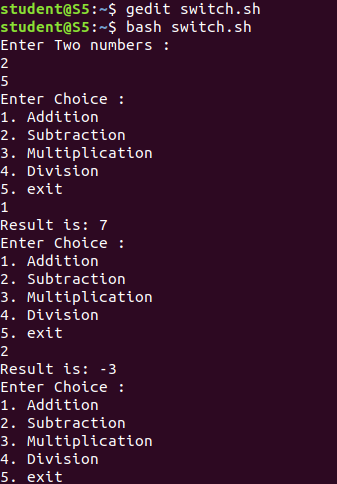 student@S5:~$ gedit switch.sh
student@S5:~$ bash switch.sh
Enter Two numbers :
2
5
Enter Choice :
1. Addition
2. Subtraction
3. Multiplication
4. Division
5. exit
1
Result is: 7
Enter Choice :
1. Addition
2. Subtraction
3. Multiplication
4. Division
5. exit
2
Result is: -3
Enter Choice :
1. Addition
2. Subtraction
3. Multiplication
4. Division
5. exit